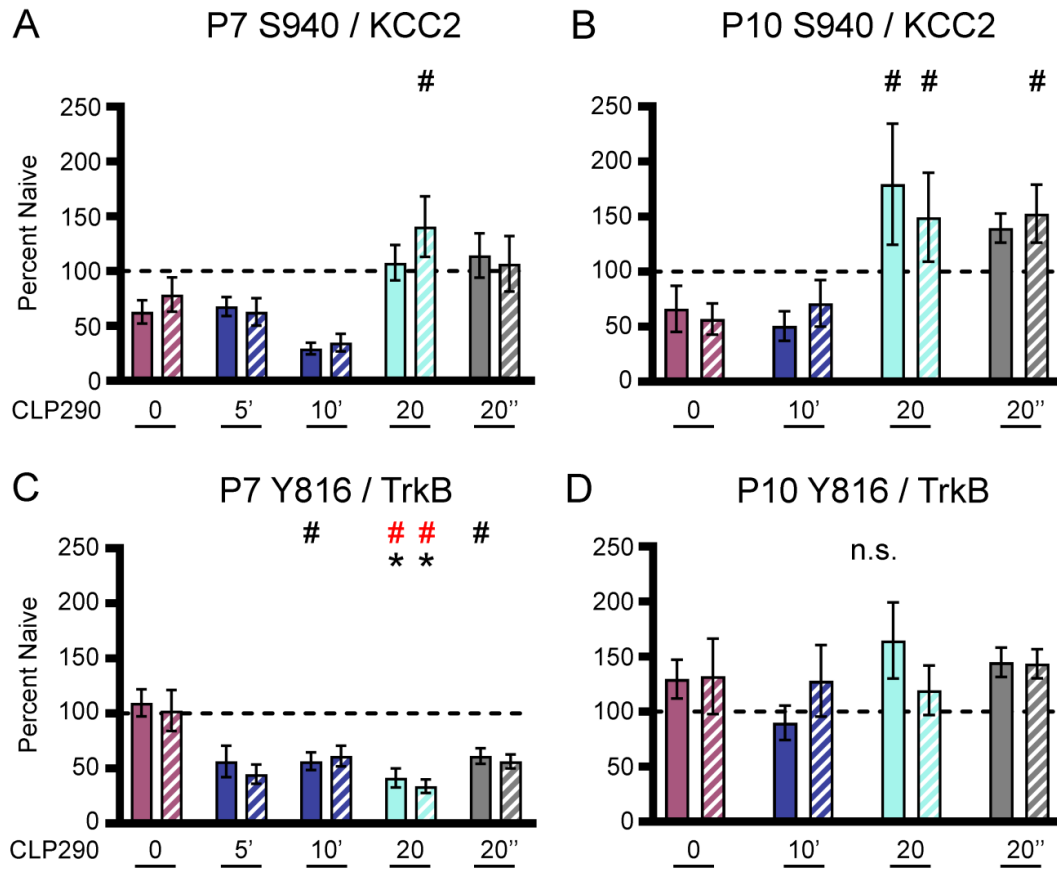 A P7 S940 / KCC2
#
Percent Naive
250
200
150
100
50
0
CLP290 0 5’ 10’ 20 20’’
B P10 S940 / KCC2
# # #
250
200
150
100
50
0
0 10’ 20 20’’
C P7 Y816 / TrkB
# # # #
* *
Percent Naive
250
200
150
100
50
0
CLP290 0 5’ 10’ 20 20’’
D P10 Y816 / TrkB
n.s.
250
200
150
100
50
0
0 10’ 20 20’’